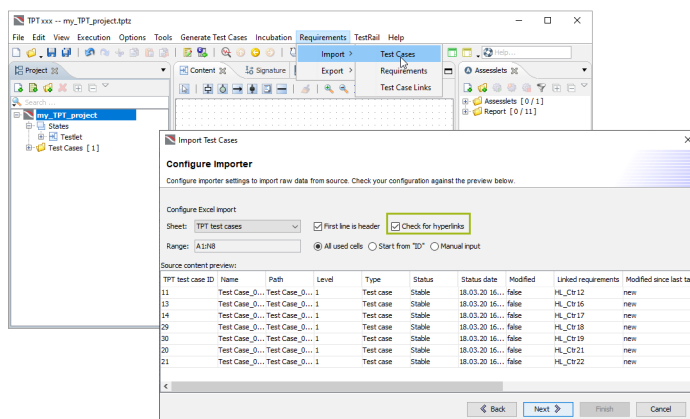 TPT xxx -- my_TPT_project.tptz
File Edit View Options Tools Generate Test Cases Incubation Requirements TestRail Help
Import > Test Cases
Help...
Project
Content Signature
Export > Requirements
Assesslets
Test Case Links
Search ...
Assesslets [ 0 / 1 ]
Report [ 0 / 11 ]
my_TPT_project
States
Testlet
Test Cases [ 1 ]
Import Test Cases
Configure Importer
Configure importer settings to import raw data from source. Check your configuration against the preview below.
Configure Excel import
Sheet: TPT test cases First line is header Check for hyperlinks
Range: A1:N8 All used cells Start from "ID" Manual input
Source content preview:
TPT test case ID Name Path Level Type Status Status date Modified Linked requirements Modified since last ta
11 Test Case_0... Test Case_0... 1 Test case Stable 18.03.20 16... false HL_Ctr12 new
13 Test Case_0... Test Case_0... 1 Test case Stable 18.03.20 16... false HL_Ctr16 new
14 Test Case_0... Test Case_0... 1 Test case Stable 18.03.20 16... false HL_Ctr17 new
29 Test Case_0... Test Case_0... 1 Test case Stable 18.03.20 16... false HL_Ctr18 new
30 Test Case_0... Test Case_0... 1 Test case Stable 18.03.20 16... false HL_Ctr19 new
20 Test Case_0... Test Case_0... 1 Test case Stable 18.03.20 16... false HL_Ctr21 new
21 Test Case_0... Test Case_0... 1 Test case Stable 18.03.20 16... false HL_Ctr22 new
Back Next Finish Cancel